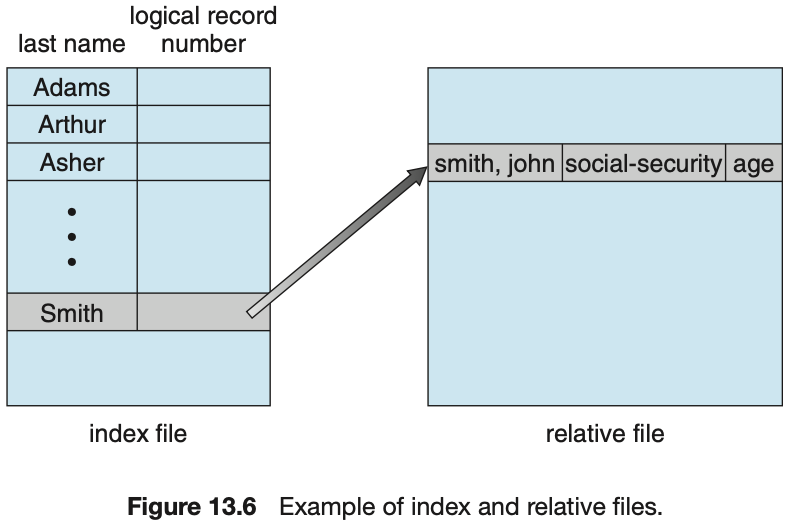 last name
logical record
number
Adams
Arthur
Asher
Smith
index file
smith, john social-security age
relative file
Figure 13.6 Example of index and relative files.